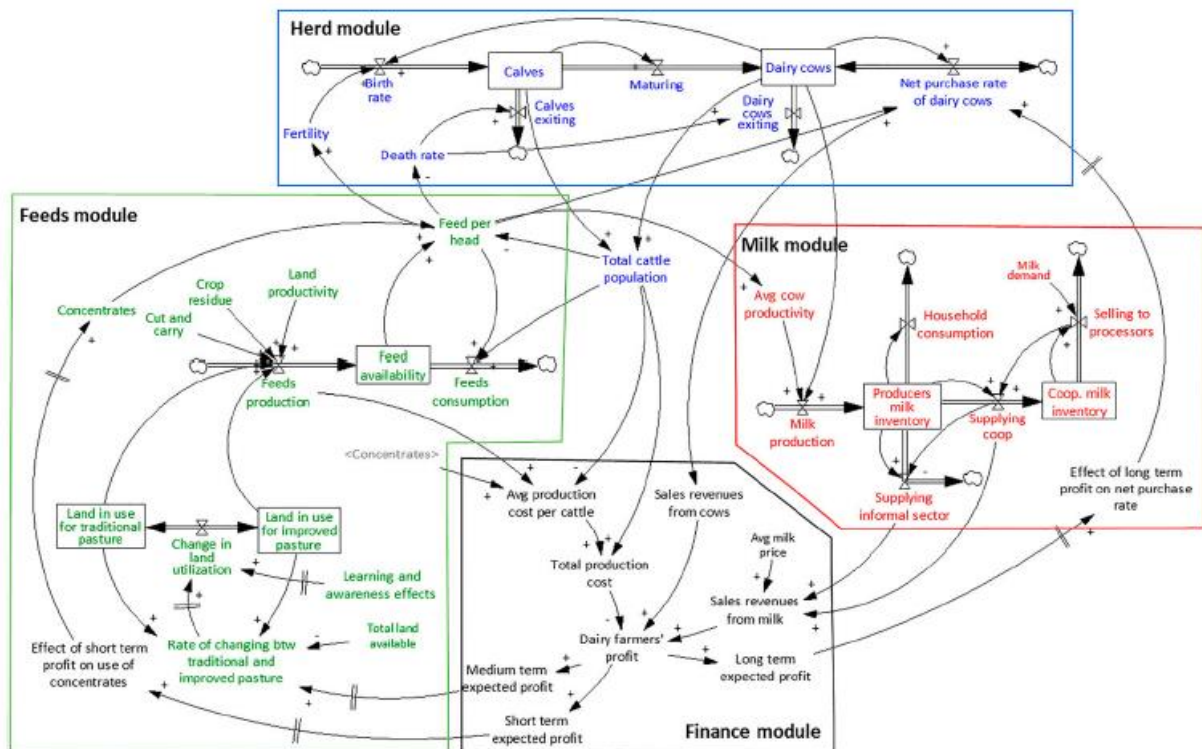 Herd module
Calves
Dairy cows
Birth
rate
Maturing
Net purchase rate
of dairy cows
Calves
exiting
Dairy
cows
exiting
Fertility
Death rate
Feeds module
Feed per
head
Milk module
Total cattle
population
Land
productivity
Crop
residue
Concentrates
Cut and
carry
Avg cow
productivity
Milk
demand
Household
consumption
Selling to
processors
Feed
availability
Feeds
production
Feeds
consumption
Producers
milk
inventory
Coop. milk
inventory
Milk
production
Supplying
coop
<Concentrates>
Avg production
cost per cattle
Sales revenues
from cows
Supplying
informal sector
Effect of long term
profit on net purchase
rate
Land in use
for traditional
pasture
Land in use
for improved
pasture
Change in
land
utilization
Avg milk
price
Total production
cost
Learning and
awareness effects
Sales revenues
from milk
Effect of short term
profit on use of
concentrates
Rate of changing btw
traditional and
improved pasture
Total land
available
Dairy farmers'
profit
Medium term
expected profit
Long term
expected profit
Short term
expected profit
Finance module